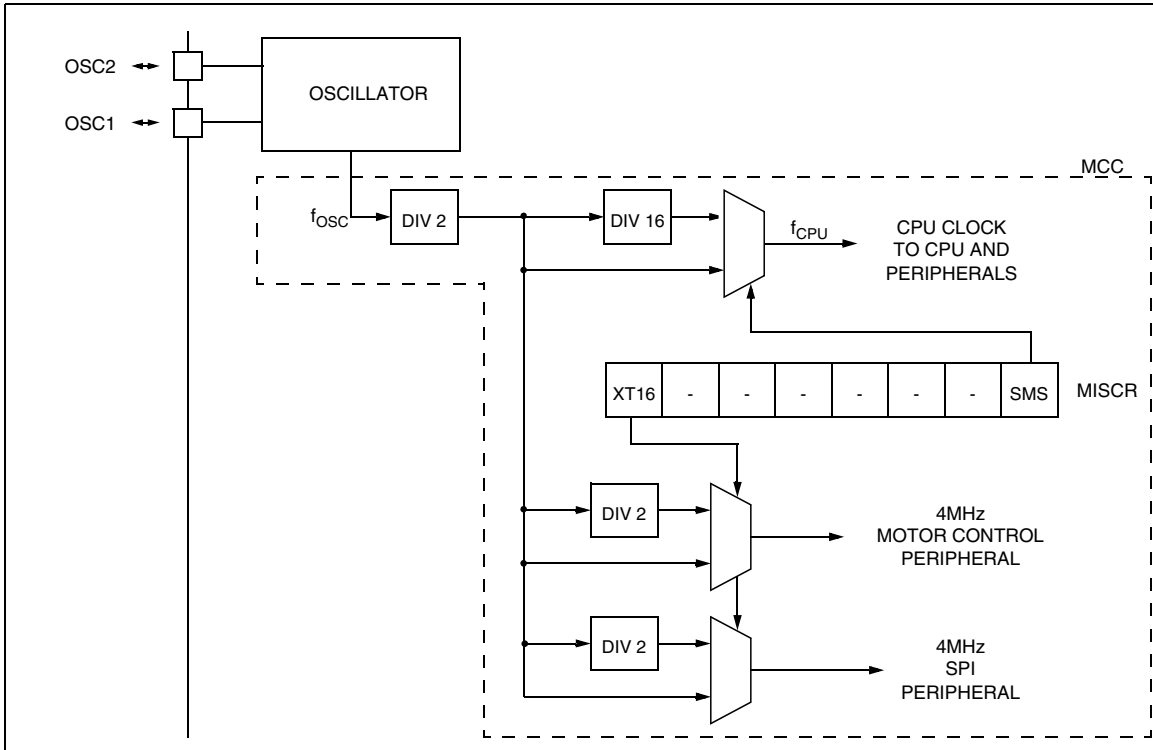 OSC2
OSCILLATOR
OSC1
MCC
fOSC
DIV 2
DIV 16
fCPU
CPU CLOCK
TO CPU AND
PERIPHERALS
XT16 - - - - - - SMS
MISCR
DIV 2
4MHz
MOTOR CONTROL
PERIPHERAL
DIV 2
4MHz
SPI
PERIPHERAL